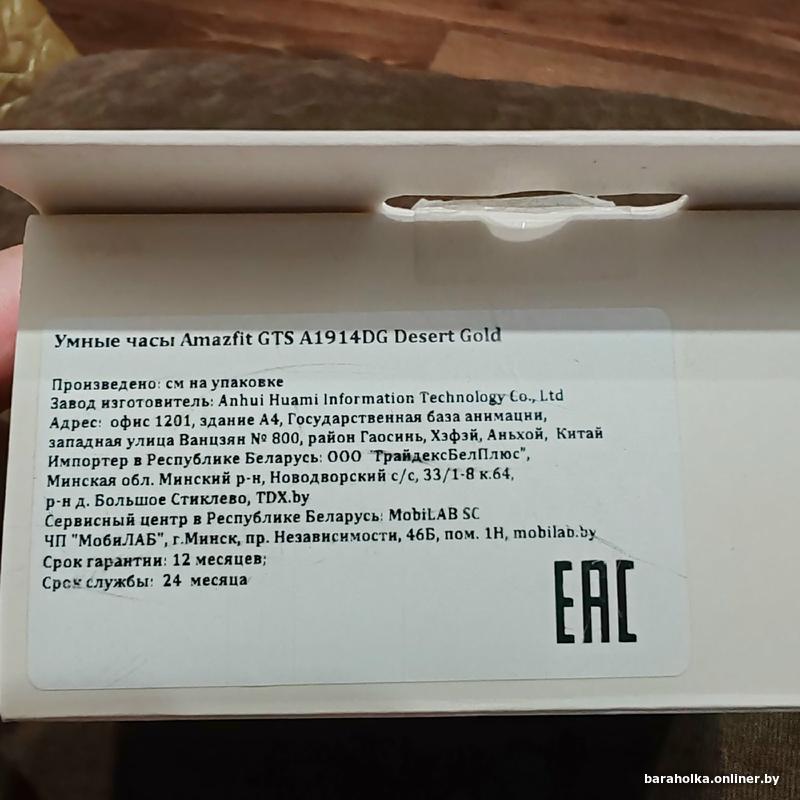 Умные часы Amazfit GTS A1914DG Desert Gold
Произведено: см на упаковке
Завод изготовитель: Anhui Huami Information Technology Co., Ltd
Адрес: офис 1201, здание А4, Государственная база анимации,
западная улица Ванцзян № 800, район Гаосинь, Хэфэй, Аньхой, Китай
Импортер в Республике Беларусь: ООО "ТрайдексБелПлюс",
Минская обл. Минский р-н, Новодворский с/с, 33/1-8 к.64,
р-н д. Большое Стиклево, TDX.by
Сервисный центр в Республике Беларусь: MobiLAB SC
ЧП "МобиЛАБ", г.Минск, пр. Независимости, 46Б, пом. 1Н, mobilab.by
Срок гарантии: 12 месяцев;
Срок службы: 24 месяца
EAC
baraholka.onliner.by